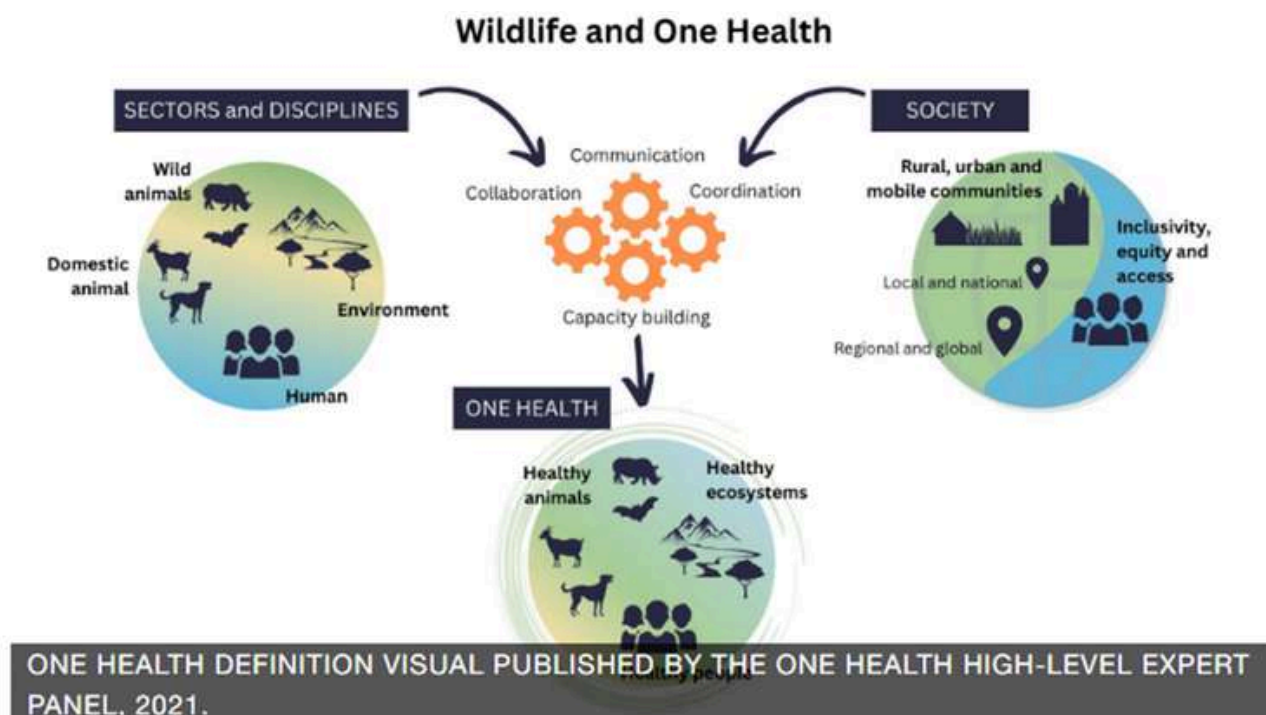 Wildlife and One Health
SECTORS and DISCIPLINES
Wild
animals
Domestic
animal
Environment
Human
Communication
Collaboration
Coordination
Capacity building
SOCIETY
Rural, urban and
mobile communities
Inclusivity,
equity and
access
Local and national
Regional and global
ONE HEALTH
Healthy
animals
Healthy
ecosystems
Healthy people
ONE HEALTH DEFINITION VISUAL PUBLISHED BY THE ONE HEALTH HIGH-LEVEL EXPERT
PANEL, 2021.